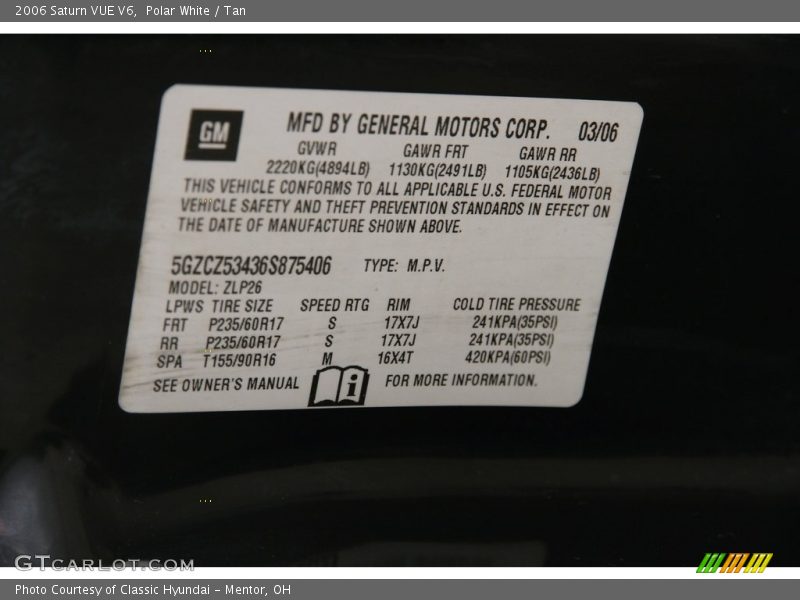 2006 Saturn VUE V6, Polar White / Tan
GM
MFD BY GENERAL MOTORS CORP. 03/06
GVWR GAWR FRT GAWR RR
2220KG(4894LB) 1130KG(2491LB) 1105KG(2436LB)
THIS VEHICLE CONFORMS TO ALL APPLICABLE U.S. FEDERAL MOTOR
VEHICLE SAFETY AND THEFT PREVENTION STANDARDS IN EFFECT ON
THE DATE OF MANUFACTURE SHOWN ABOVE.
5GZCZ53436S875406 TYPE: M.P.V.
MODEL: ZLP26
LPWS TIRE SIZE SPEED RTG RIM COLD TIRE PRESSURE
FRT P235/60R17 S 17X7J 241KPA(35PSI)
RR P235/60R17 S 17X7J 241KPA(35PSI)
SPA T155/90R16 M 16X4T 420KPA(60PSI)
SEE OWNER'S MANUAL i FOR MORE INFORMATION.
GTCARLOT.COM
Photo Courtesy of Classic Hyundai - Mentor, OH